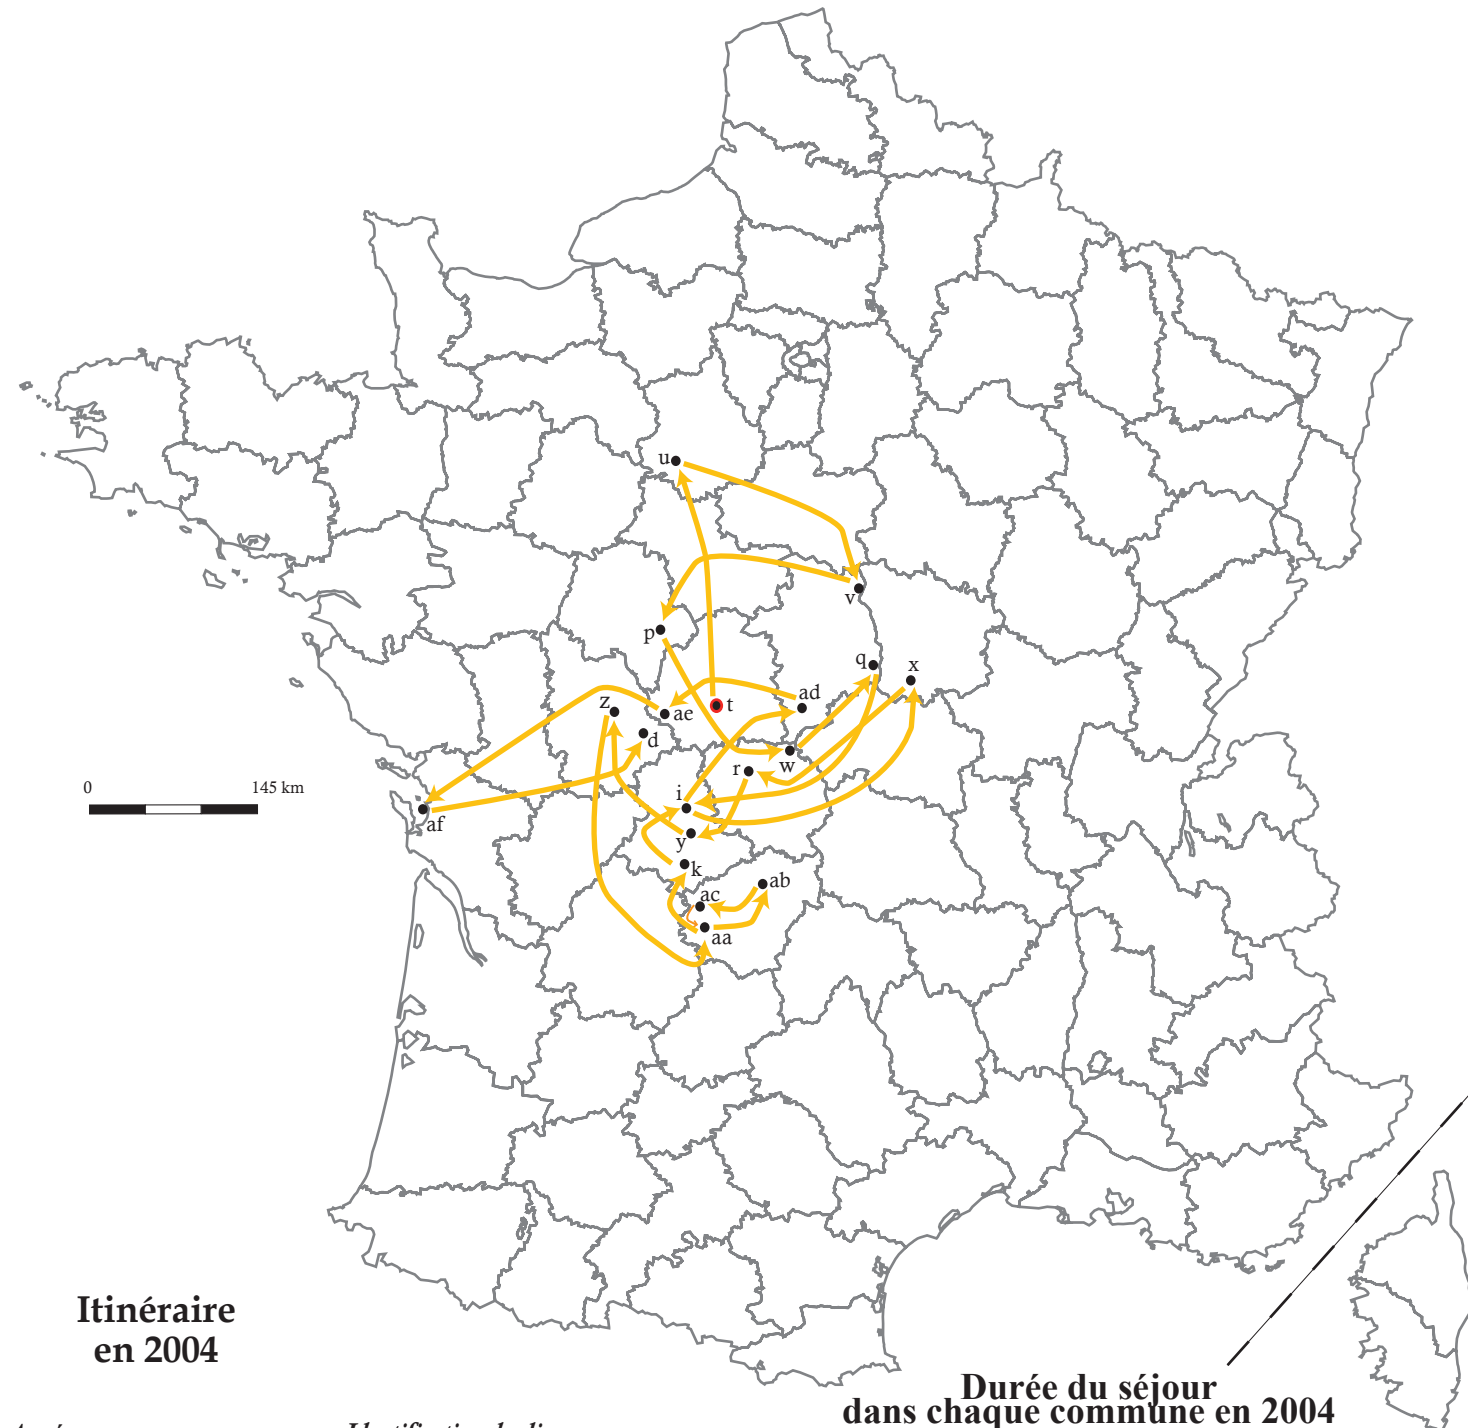 u
v
p
q
x
z
ae
t
ad
d
w
r
0
145 km
i
af
y
k
ab
ac
aa
Itinéraire
en 2004
Durée du séjour
dans chaque commune en 2004